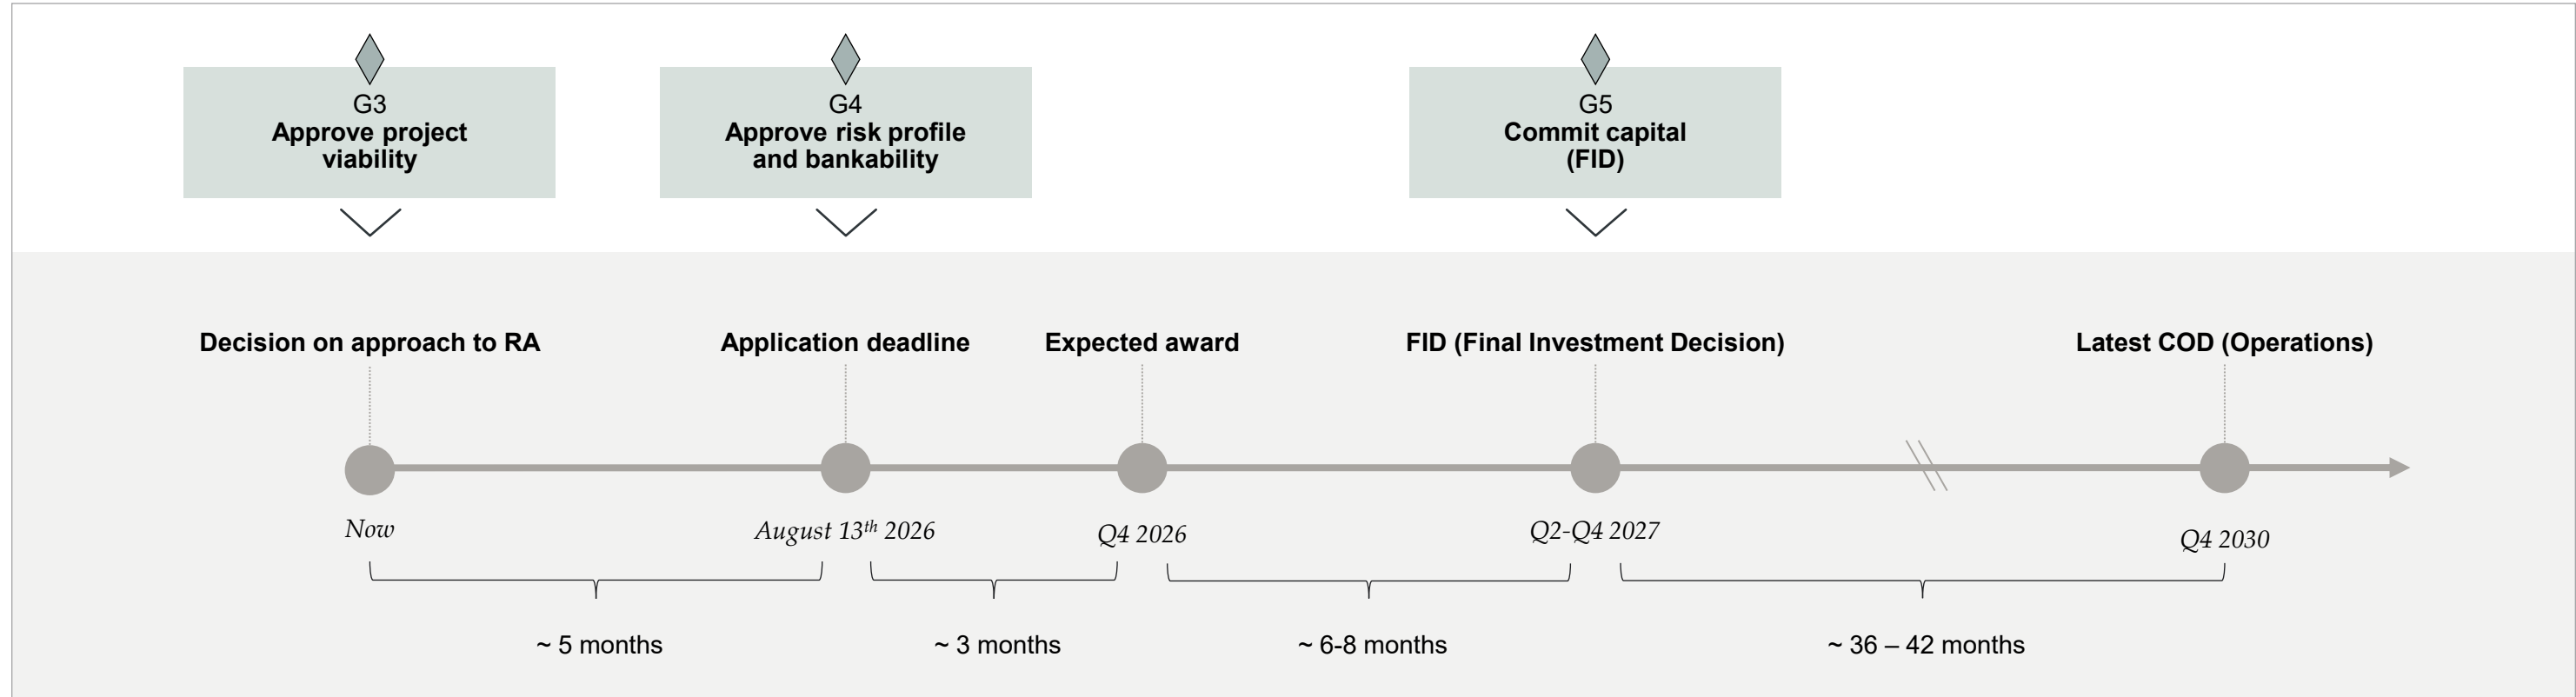 G3
Approve project
viability
G4
Approve risk profile
and bankability
G5
Commit capital
(FID)
Decision on approach to RA
Application deadline
Expected award
FID (Final Investment Decision)
Latest COD (Operations)
Now
August 13th 2026
Q4 2026
Q2-Q4 2027
Q4 2030
~ 5 months
~ 3 months
~ 6-8 months
~ 36 – 42 months